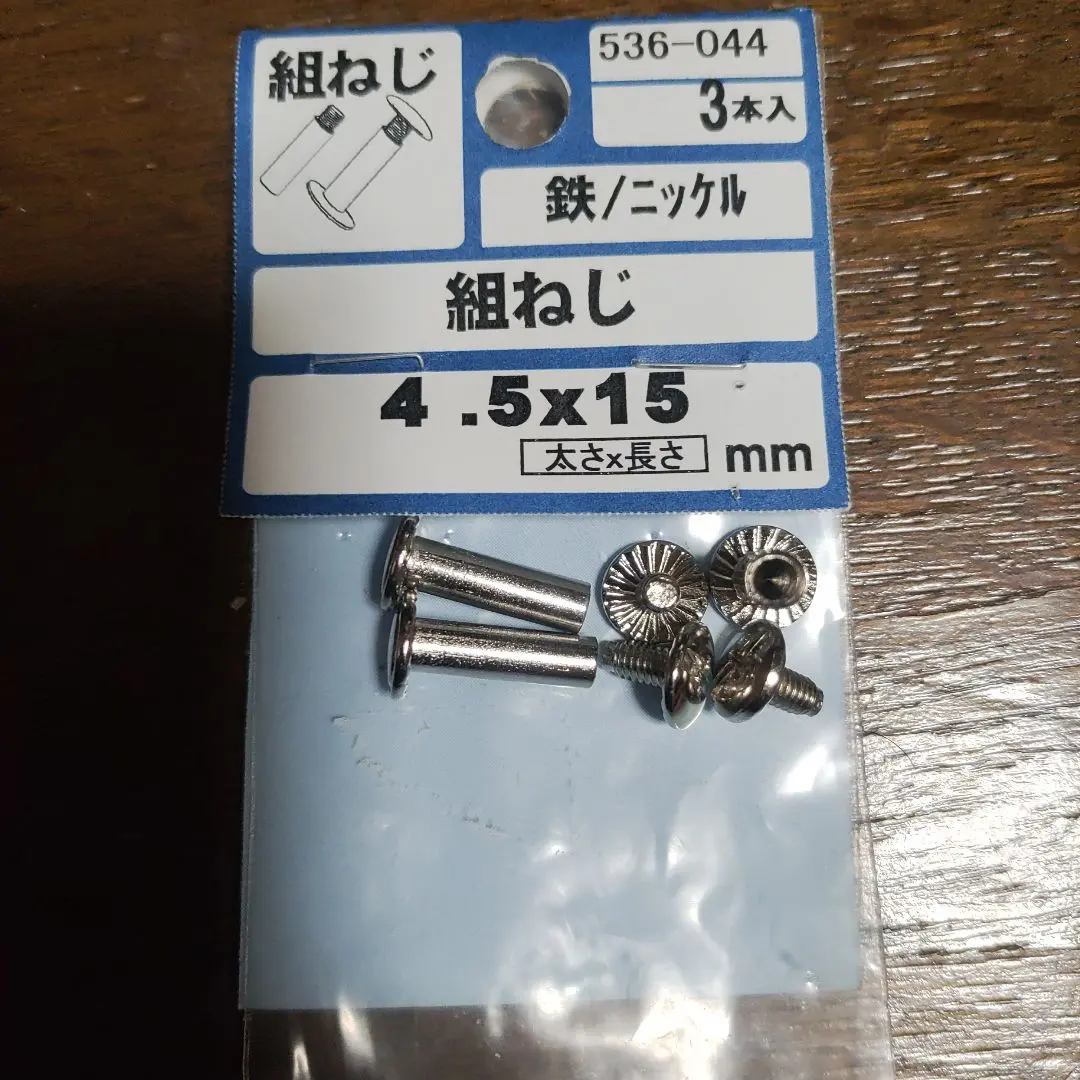 組ねじ
536-044
3本入
鉄/ニッケル
組ねじ
4.5x15
太さx長さ mm